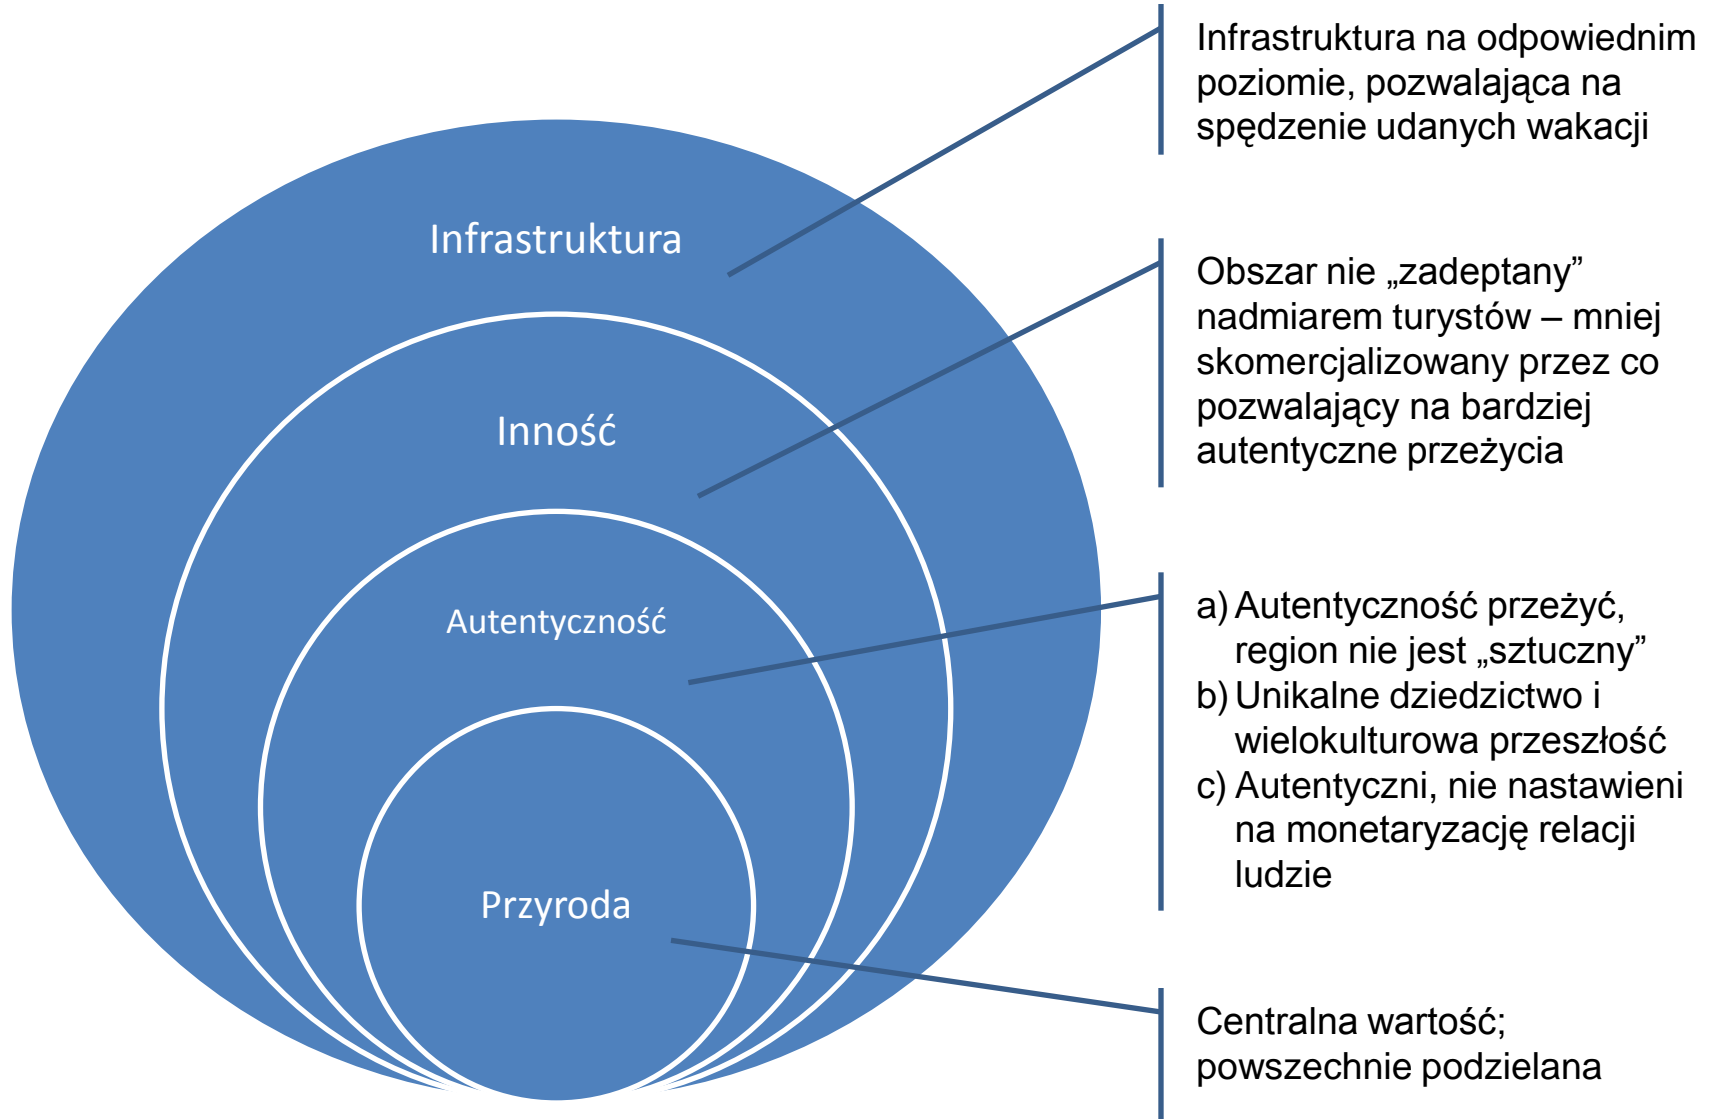 Infrastruktura
Inność
Autentyczność
Przyroda
Infrastruktura na odpowiednim
poziomie, pozwalająca na
spędzenie udanych wakacji
Obszar nie „zadeptany”
nadmiarem turystów – mniej
skomercjalizowany przez co
pozwalający na bardziej
autentyczne przeżycia
a) Autentyczność przeżyć,
region nie jest „sztuczny”
b) Unikalne dziedzictwo i
wielokulturowa przeszłość
c) Autentyczni, nie nastawieni
na monetaryzację relacji
ludzie
Centralna wartość;
powszechnie podzielana